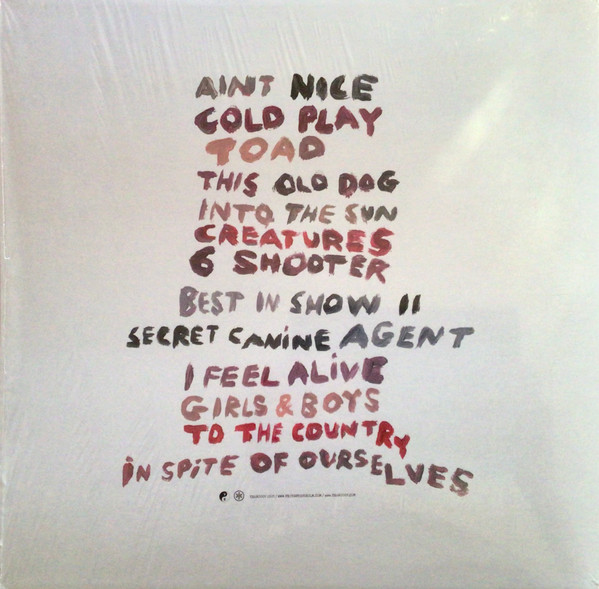 AINT NICE
COLD PLAY
TOAD
THIS OLD DOG
INTO THE SUN
CREATURES
6 SHOOTER
BEST IN SHOW II
SECRET CANINE AGENT
I FEEL ALIVE
GIRLS & BOYS
TO THE COUNTRY
IN SPITE OF OURSELVES